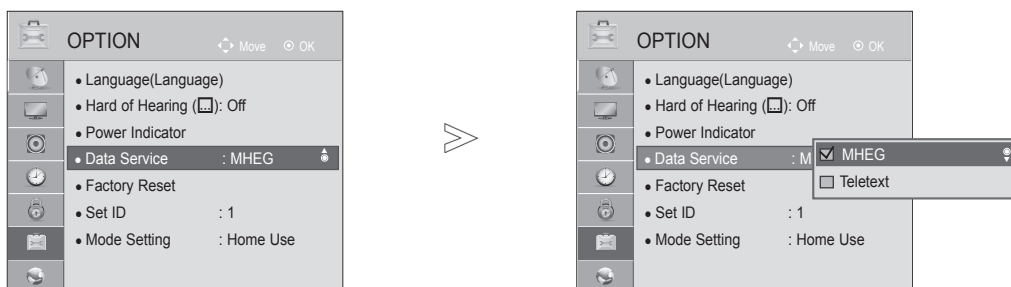 OPTION
Move OK
• Language(Language)
• Hard of Hearing (...): Off
• Power Indicator
• Data Service : MHEG
• Factory Reset
• Set ID : 1
• Mode Setting : Home Use
OPTION
Move OK
• Language(Language)
• Hard of Hearing (...): Off
• Power Indicator
• Data Service : M
MHEG
Teletext
• Factory Reset
• Set ID : 1
• Mode Setting : Home Use